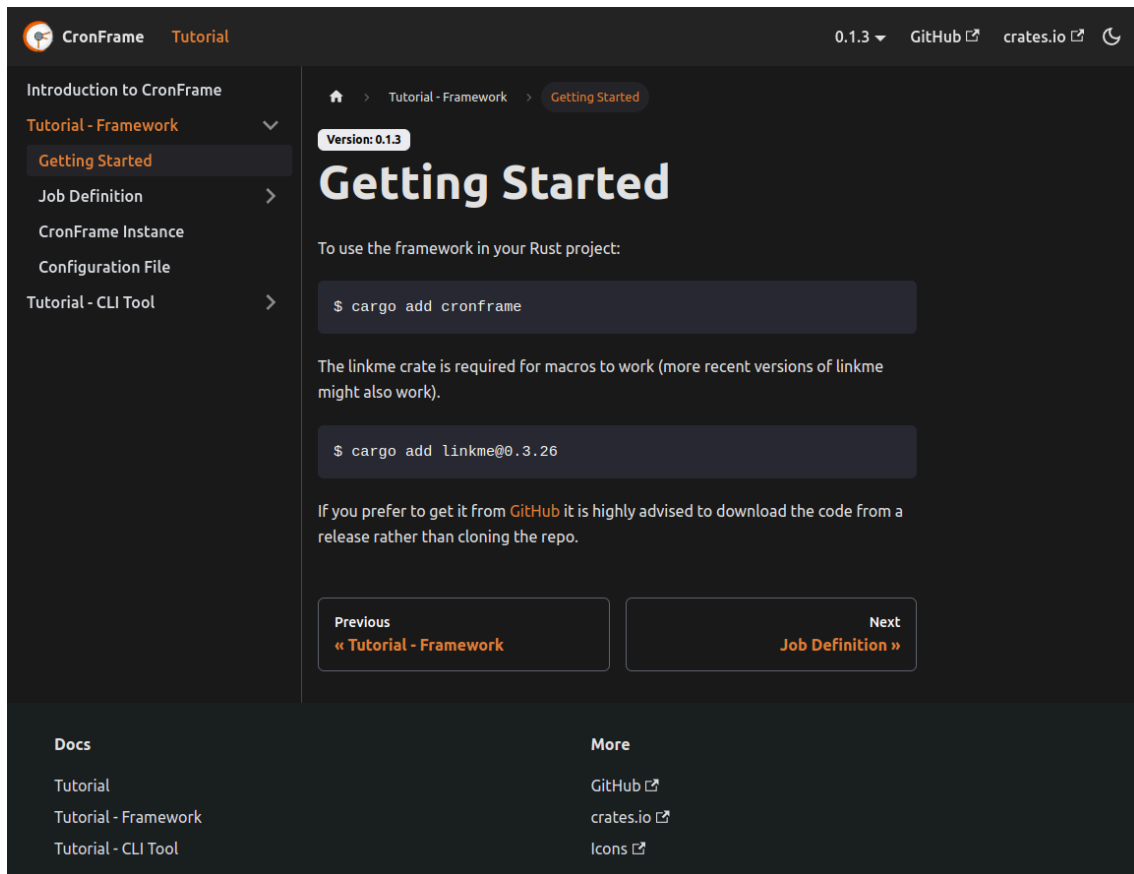 CronFrame Tutorial 0.1.3 GitHub crates.io
Introduction to CronFrame
Tutorial - Framework
Getting Started
Job Definition
CronFrame Instance
Configuration File
Tutorial - CLI Tool
Tutorial - Framework > Getting Started
Version: 0.1.3
Getting Started
To use the framework in your Rust project:
$ cargo add cronframe
The linkme crate is required for macros to work (more recent versions of linkme
might also work).
$ cargo add linkme@0.3.26
If you prefer to get it from GitHub it is highly advised to download the code from a
release rather than cloning the repo.
Previous
« Tutorial - Framework
Next
Job Definition »
Docs
Tutorial
Tutorial - Framework
Tutorial - CLI Tool
More
GitHub
crates.io
Icons